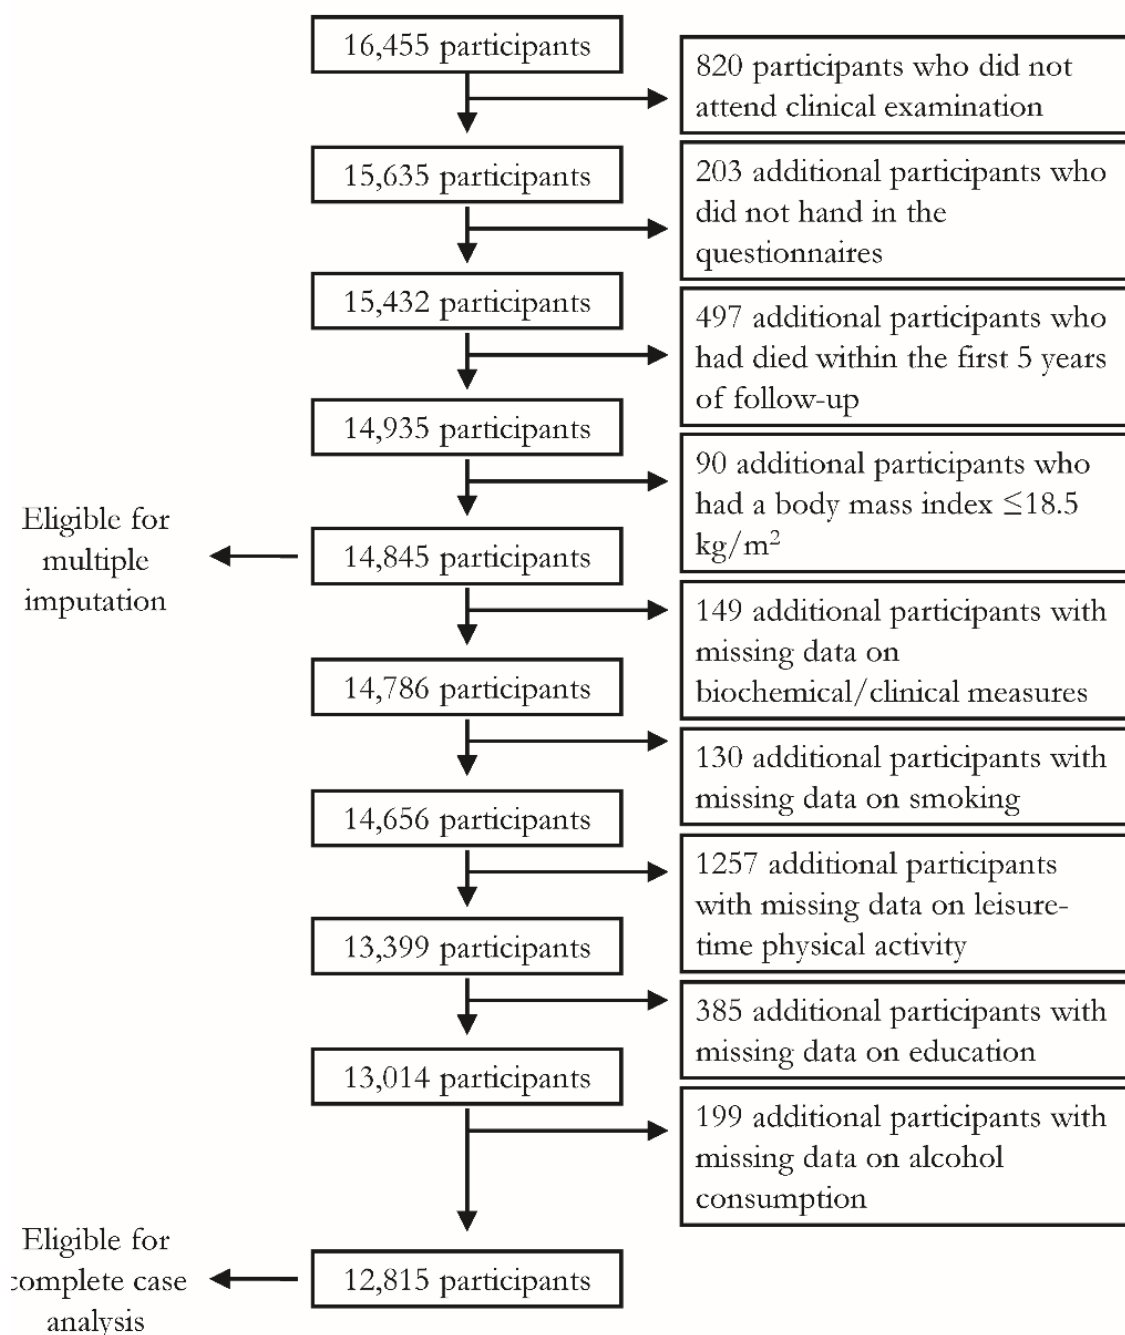 16,455 participants
820 participants who did not
attend clinical examination
15,635 participants
203 additional participants who
did not hand in the
questionnaires
15,432 participants
497 additional participants who
had died within the first 5 years
of follow-up
14,935 participants
90 additional participants who
had a body mass index ≤18.5
kg/m²
Eligible for
multiple
imputation
14,845 participants
149 additional participants with
missing data on
biochemical/clinical measures
14,786 participants
130 additional participants with
missing data on smoking
14,656 participants
1257 additional participants
with missing data on leisure-
time physical activity
13,399 participants
385 additional participants with
missing data on education
13,014 participants
199 additional participants with
missing data on alcohol
consumption
Eligible for
complete case
analysis
12,815 participants